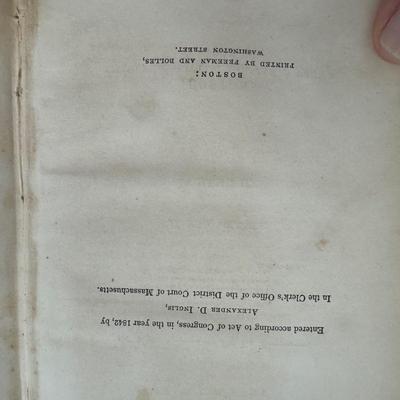 Entered according to Act of Congress, in the year 1842, by
ALEXANDER D. INGLIS,
In the Clerk's Office of the District Court of Massachusetts.
BOSTON:
PRINTED BY FREEMAN AND BOLLES,
WASHINGTON STREET.